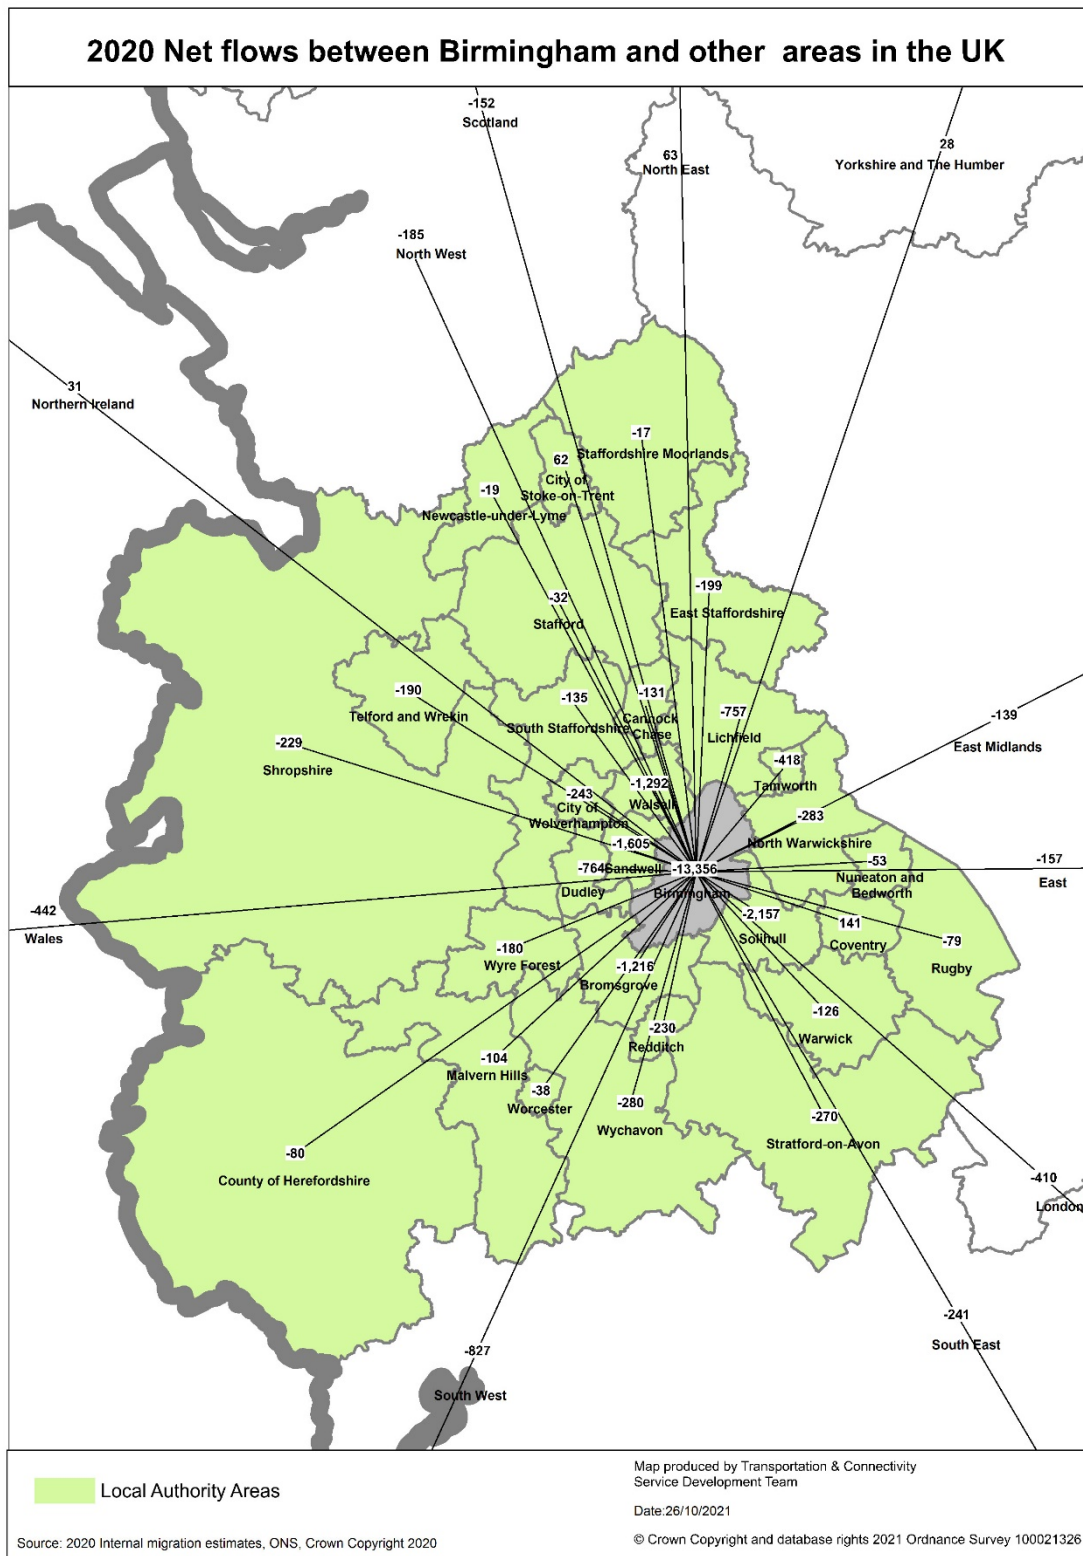 2020 Net flows between Birmingham and other areas in the UK
-152
Scotland
63
North East
28
Yorkshire and The Humber
-185
North West
31
Northern Ireland
-17
Staffordshire Moorlands
62
City of
Stoke-on-Trent
-19
Newcastle-under-Lyme
-199
East Staffordshire
-32
Stafford
-190
Telford and Wrekin
-135
South Staffordshire
-131
Cannock
Chase
-757
Lichfield
-139
East Midlands
-229
Shropshire
-418
Tamworth
-243
City of
Wolverhampton
-1,292
Walsall
-283
North Warwickshire
-1,605
Sandwell
-764
Dudley
-13,356
Birmingham
-53
Nuneaton and
Bedworth
-157
East
-442
Wales
-2,157
Solihull
141
Coventry
-79
Rugby
-180
Wyre Forest
-1,216
Bromsgrove
-126
Warwick
-230
Redditch
-104
Malvern Hills
-38
Worcester
-280
Wychavon
-270
Stratford-on-Avon
-80
County of Herefordshire
-410
London
-241
South East
-827
South West
Local Authority Areas
Source: 2020 Internal migration estimates, ONS, Crown Copyright 2020
Map produced by Transportation & Connectivity
Service Development Team
Date:26/10/2021
© Crown Copyright and database rights 2021 Ordnance Survey 100021326